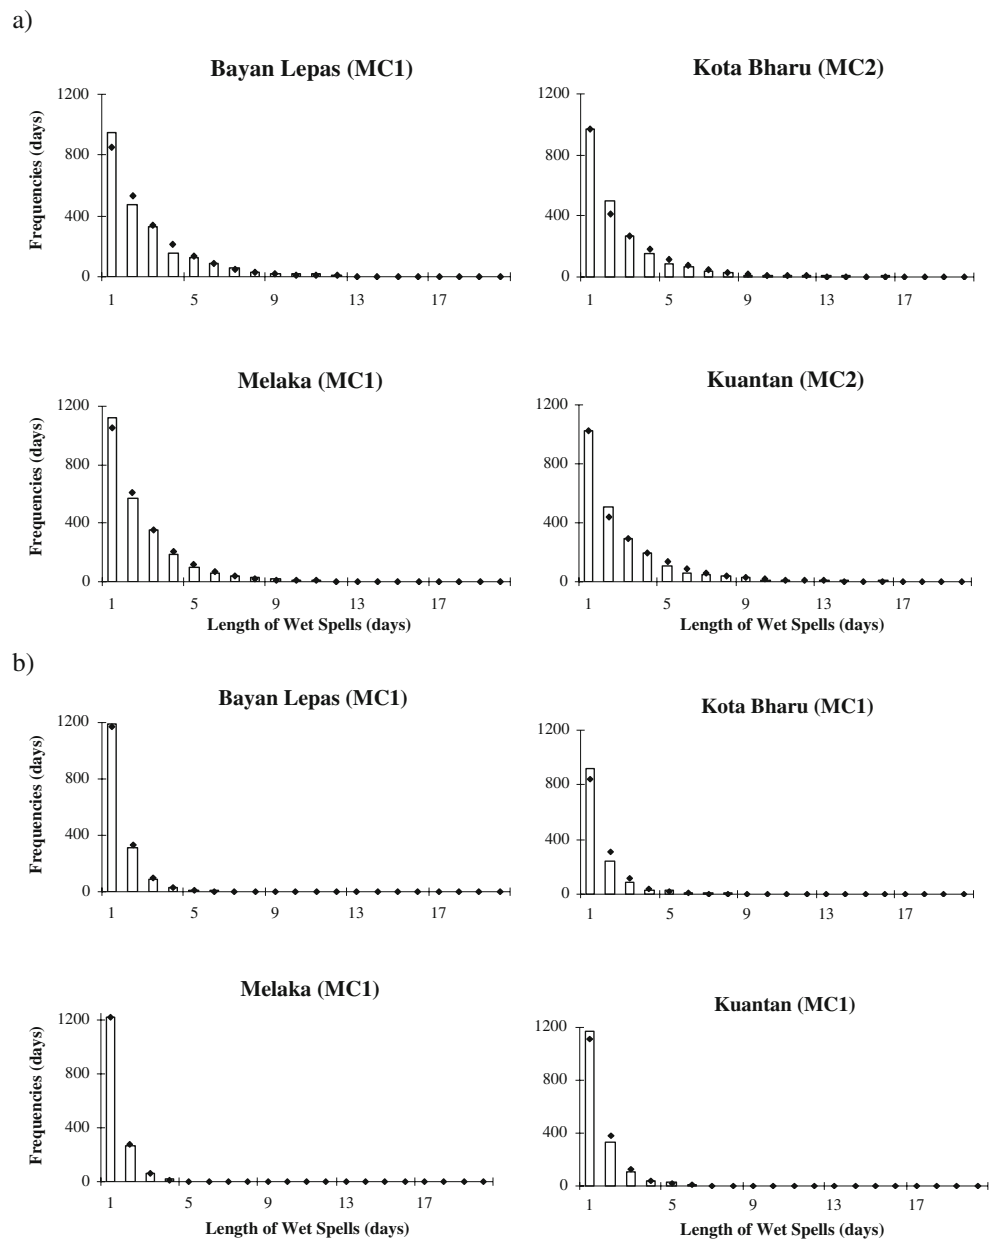 a)
Bayan Lepas (MC1)
Frequencies (days)
1200
800
400
0
1 5 9 13 17
Kota Bharu (MC2)
1200
800
400
0
1 5 9 13 17
Melaka (MC1)
Frequencies (days)
1200
800
400
0
1 5 9 13 17
Length of Wet Spells (days)
Kuantan (MC2)
1200
800
400
0
1 5 9 13 17
Length of Wet Spells (days)
b)
Bayan Lepas (MC1)
Frequencies (days)
1200
800
400
0
1 5 9 13 17
Kota Bharu (MC1)
1200
800
400
0
1 5 9 13 17
Melaka (MC1)
Frequencies (days)
1200
800
400
0
1 5 9 13 17
Length of Wet Spells (days)
Kuantan (MC1)
1200
800
400
0
1 5 9 13 17
Length of Wet Spells (days)